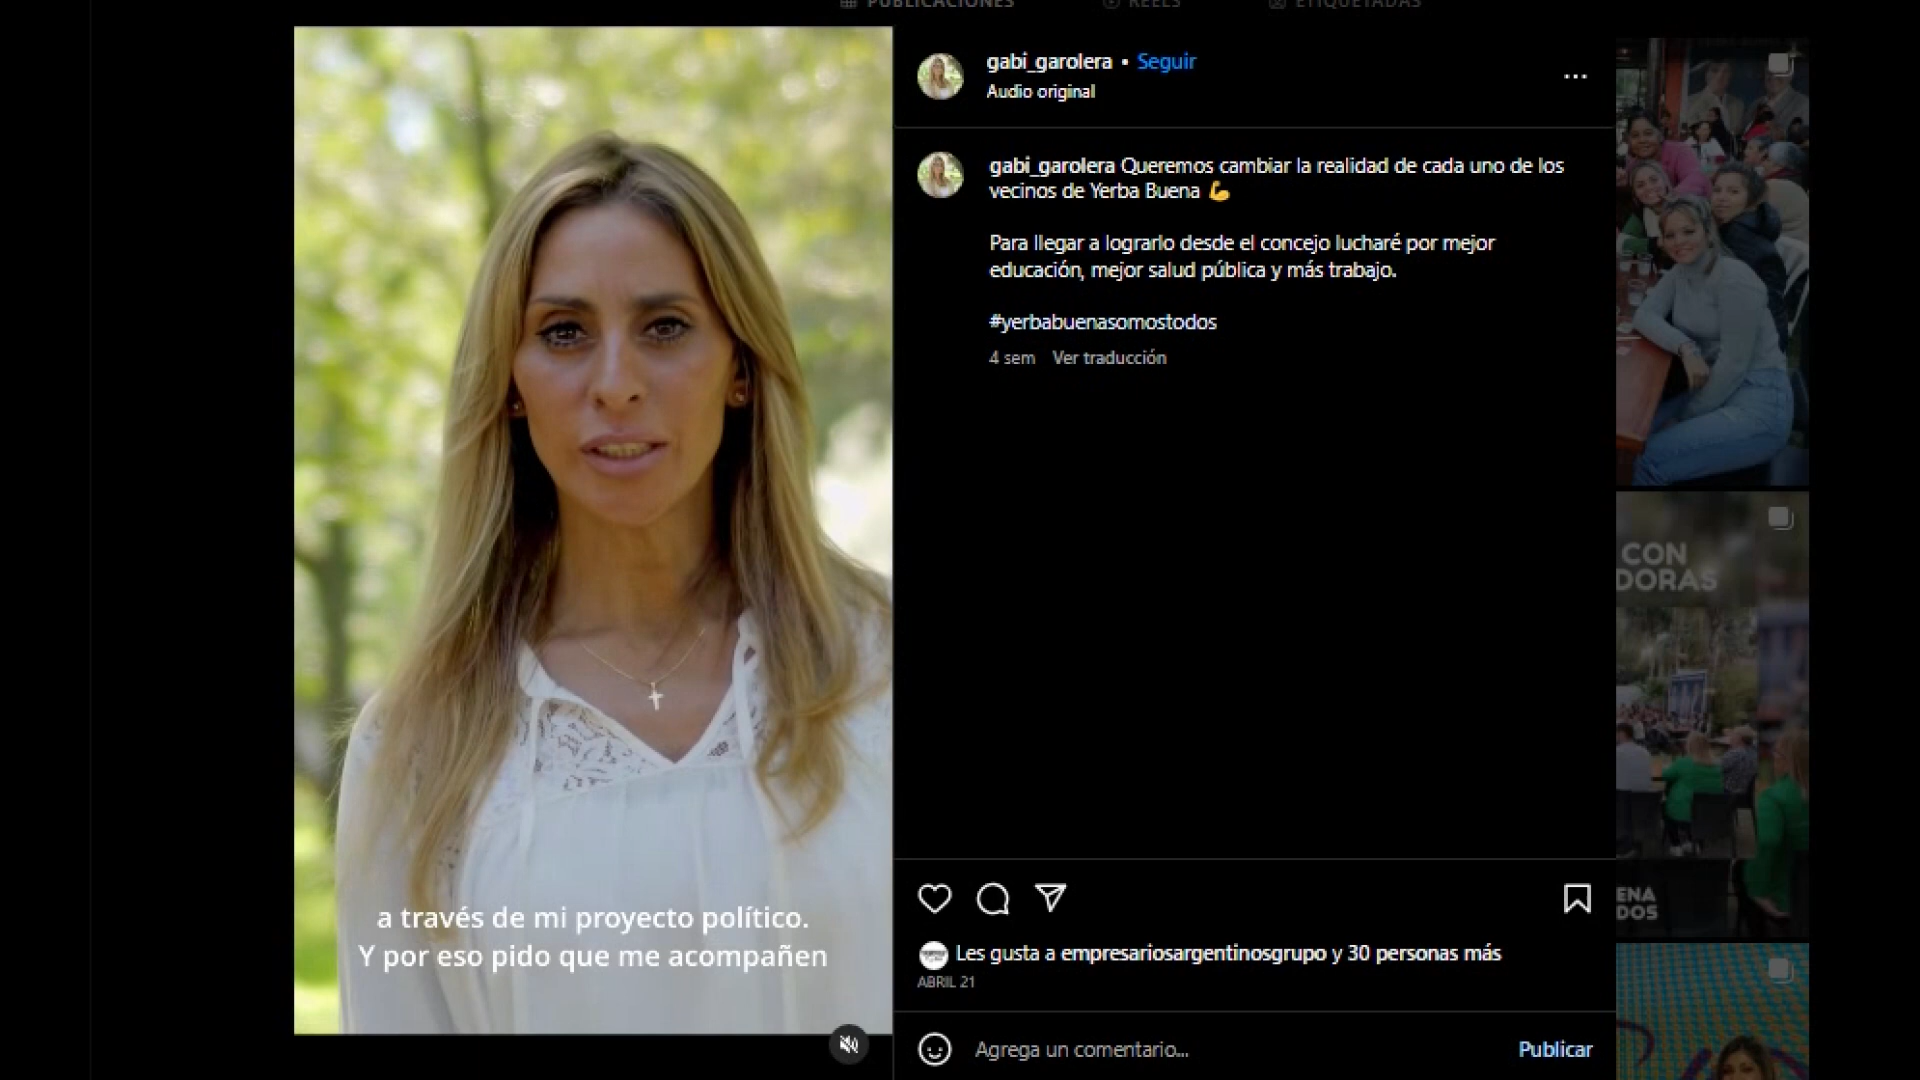 PUBLICACIONES
REELS
ETIQUETADAS
gabi_garolera • Seguir
Audio original
gabi_garolera Queremos cambiar la realidad de cada uno de los
vecinos de Yerba Buena 💪
Para llegar a lograrlo desde el concejo lucharé por mejor
educación, mejor salud pública y más trabajo.
#yerbabuenasomostodos
4 sem Ver traducción
a través de mi proyecto político.
Y por eso pido que me acompañen
Les gusta a empresariosargentinosgrupo y 30 personas más
ABRIL 21
Agrega un comentario...
Publicar
CON
DORAS
ENA
DOS